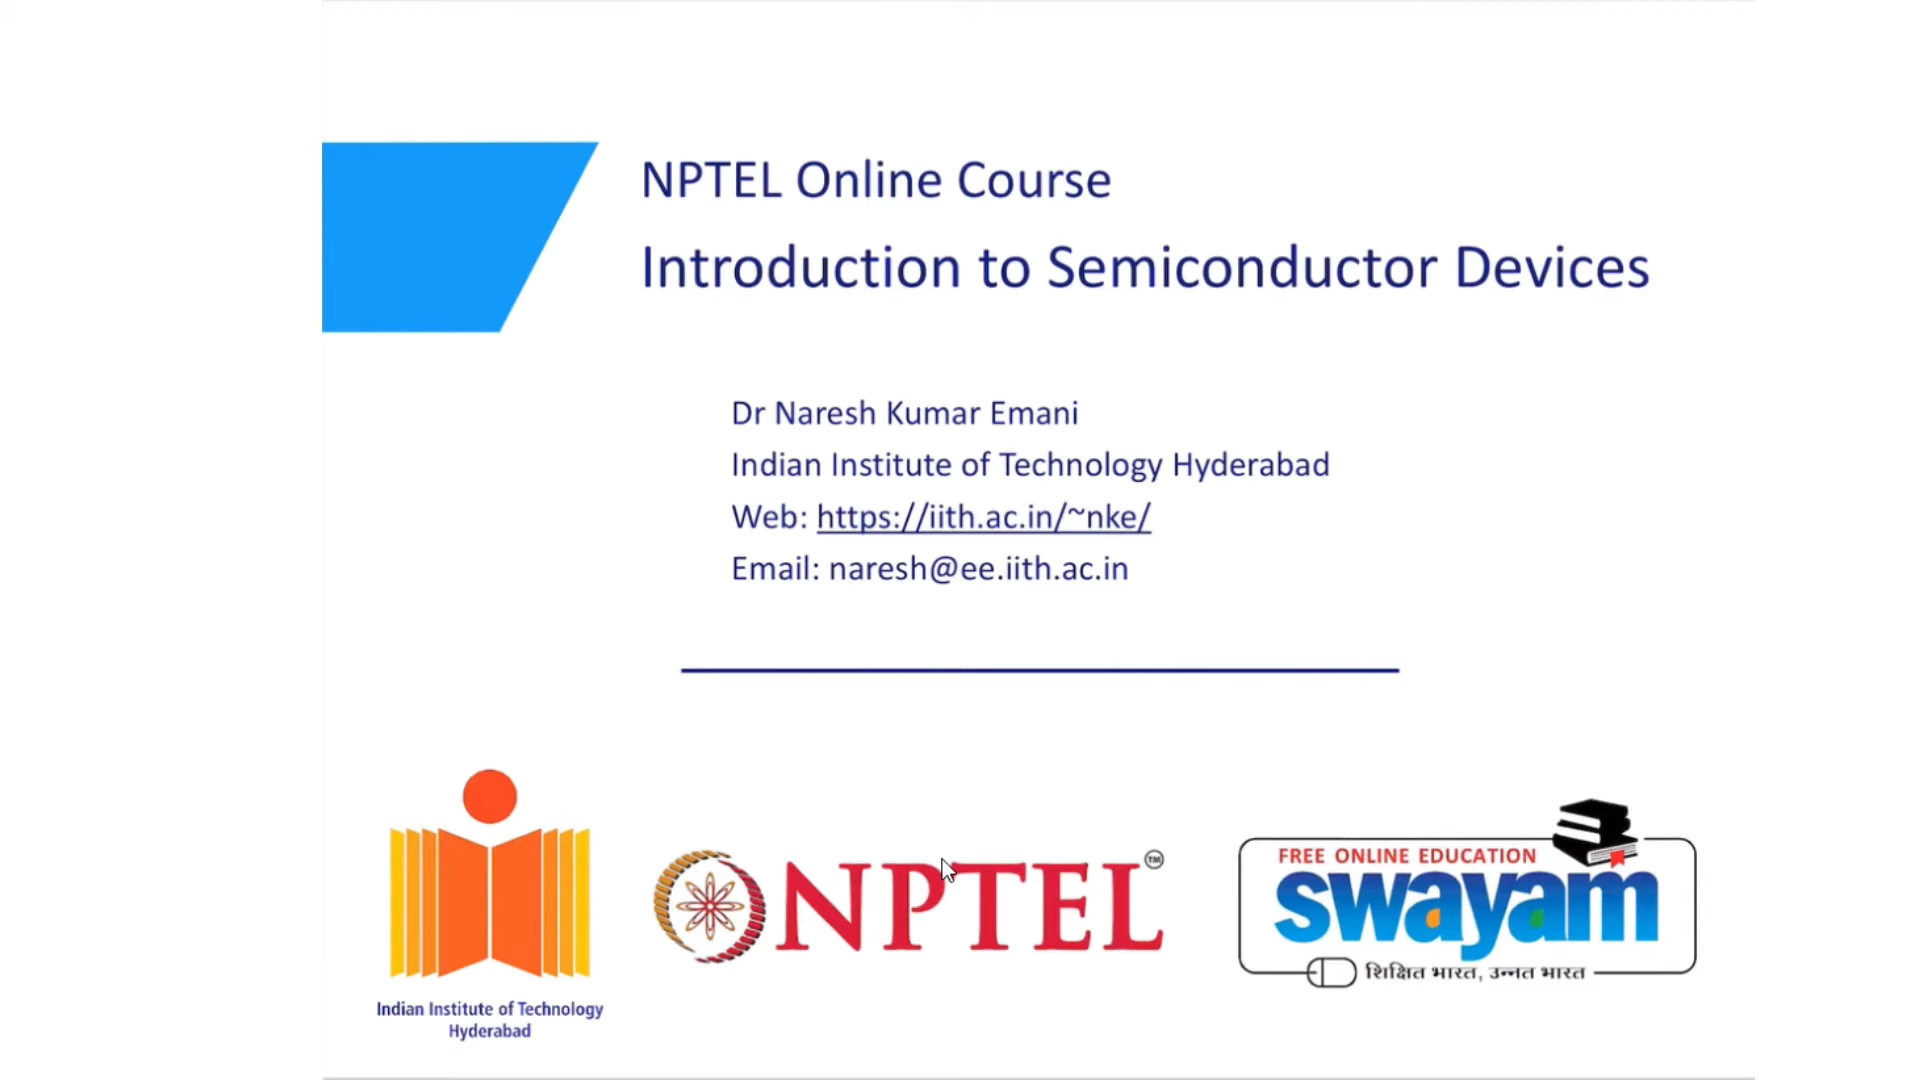 NPTEL Online Course
Introduction to Semiconductor Devices
Dr Naresh Kumar Emani
Indian Institute of Technology Hyderabad
Web: https://iith.ac.in/~nke/
Email: naresh@ee.iith.ac.in
Indian Institute of Technology
Hyderabad
NPTEL TM
FREE ONLINE EDUCATION
swayam
शिक्षित भारत, उन्नत भारत